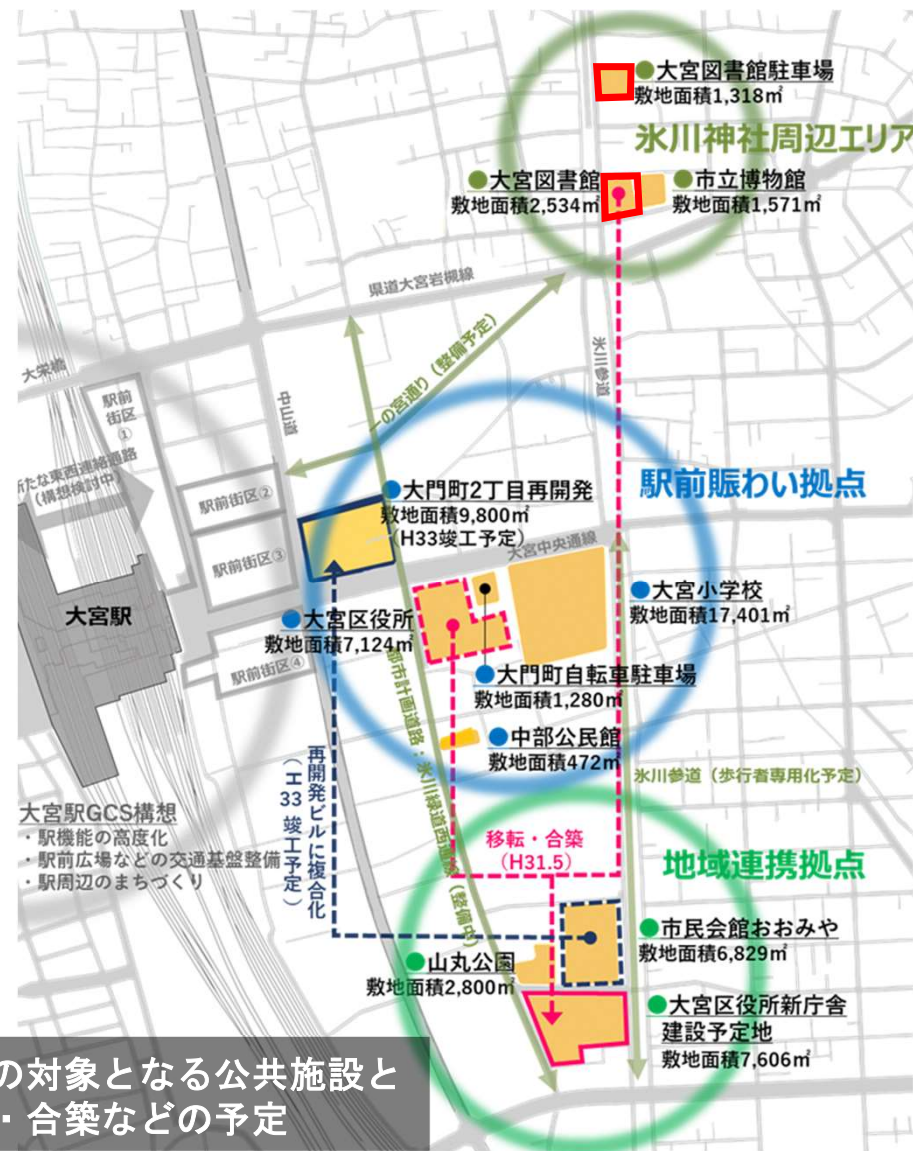 大宮図書館駐車場
敷地面積1,318㎡
氷川神社周辺エリア
大宮図書館
敷地面積2,534㎡
市立博物館
敷地面積1,571㎡
県道大宮岩槻線
大栄橋
一の宮通り（整備予定）
氷川参道
中山道
駅前
街区
①
新たな東西連絡通路
（構想検討中）
駅前街区②
駅前街区③
駅前街区④
大宮駅
駅前賑わい拠点
大門町2丁目再開発
敷地面積9,800㎡
（H33竣工予定）
大宮中央通線
大宮区役所
敷地面積7,124㎡
大宮小学校
敷地面積17,401㎡
大門町自転車駐車場
敷地面積1,280㎡
中部公民館
敷地面積472㎡
都市計画道路：氷川緑道西通線（整備中）
氷川参道（歩行者専用化予定）
大宮駅GCS構想
・駅機能の高度化
・駅前広場などの交通基盤整備
・駅周辺のまちづくり
再開発ビルに複合化
（H33竣工予定）
移転・合築
（H31.5）
地域連携拠点
市民会館おおみや
敷地面積6,829㎡
山丸公園
敷地面積2,800㎡
大宮区役所新庁舎
建設予定地
敷地面積7,606㎡
の対象となる公共施設と
・合築などの予定